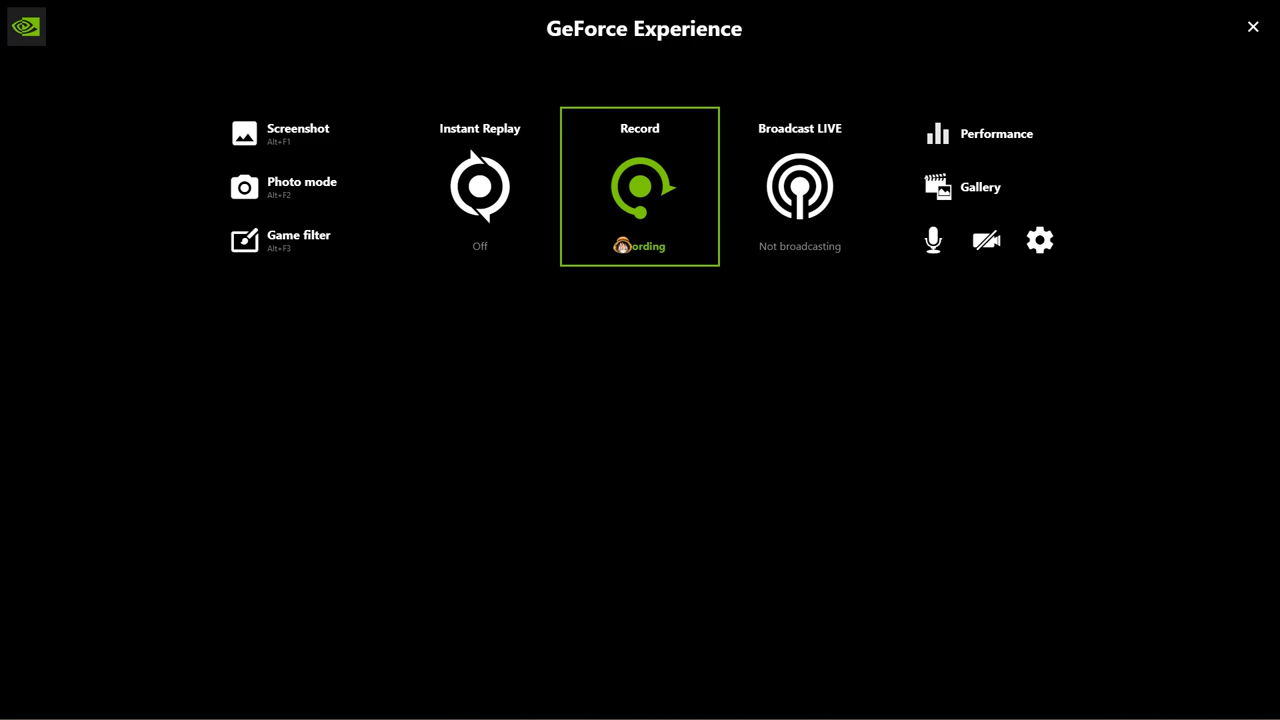 GeForce Experience
Screenshot
Alt+F1
Photo mode
Alt+F2
Game filter
Alt+F3
Instant Replay
Off
Record
ording
Broadcast LIVE
Not broadcasting
Performance
Gallery